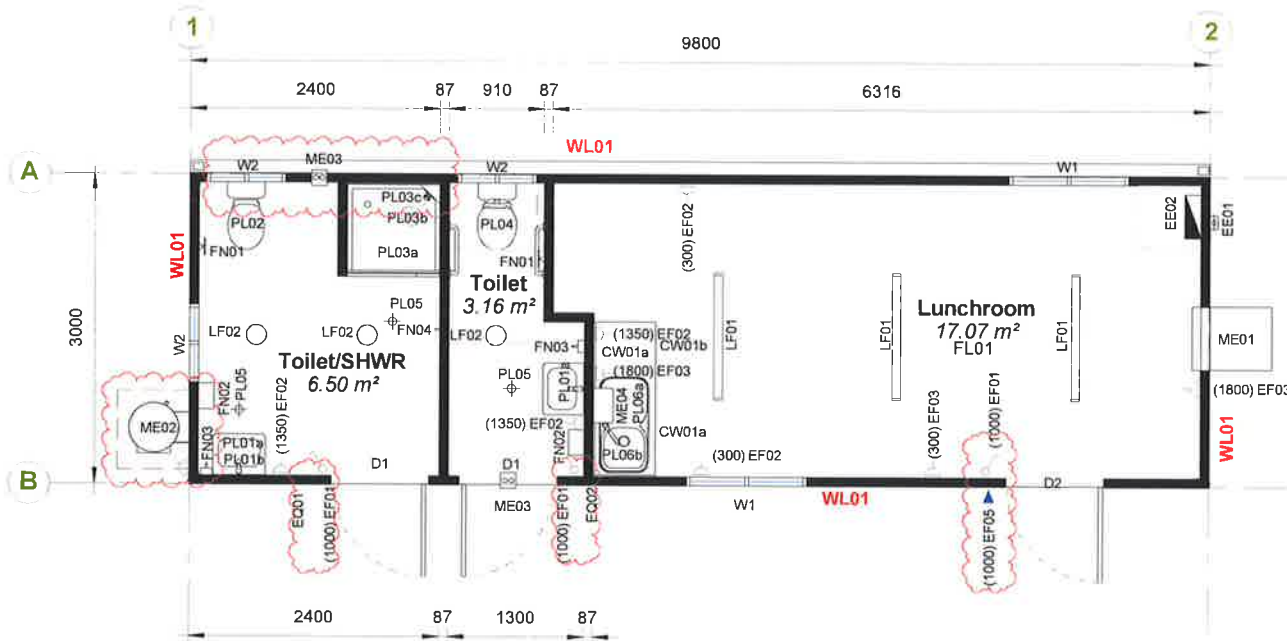 1
2
9800
2400
87
910
87
6316
WL01
A
W2
ME03
W2
W1
PL03c
PL03b
PL02
PL04
EE02
EE01
(300) EF02
FN01
PL03a
FN01
WL01
Toilet
3.16 m²
PL05
Lunchroom
17.07 m²
FL01
3000
LF02
LF02
FN04
LF02
(1350) EF02
CW01b
CW01a
LF01
LF01
LF01
ME01
W2
Toilet/SHWR
6.50 m²
FN03
(1800) EF03
(1800) EF03
PL05
PL01a
ME04
PL06a
FN02
PL05
(1350) EF02
(1350) EF02
CW01a
(300) EF03
(1000) EF01
WL01
ME02
FN03
PL01a
PL01b
FN02
PL06b
B
D1
D1
(300) EF02
D2
EQ01
(1000) EF01
ME03
(1000) EF01
EQ02
W1
WL01
(1000) EF05
2400
87
1300
87